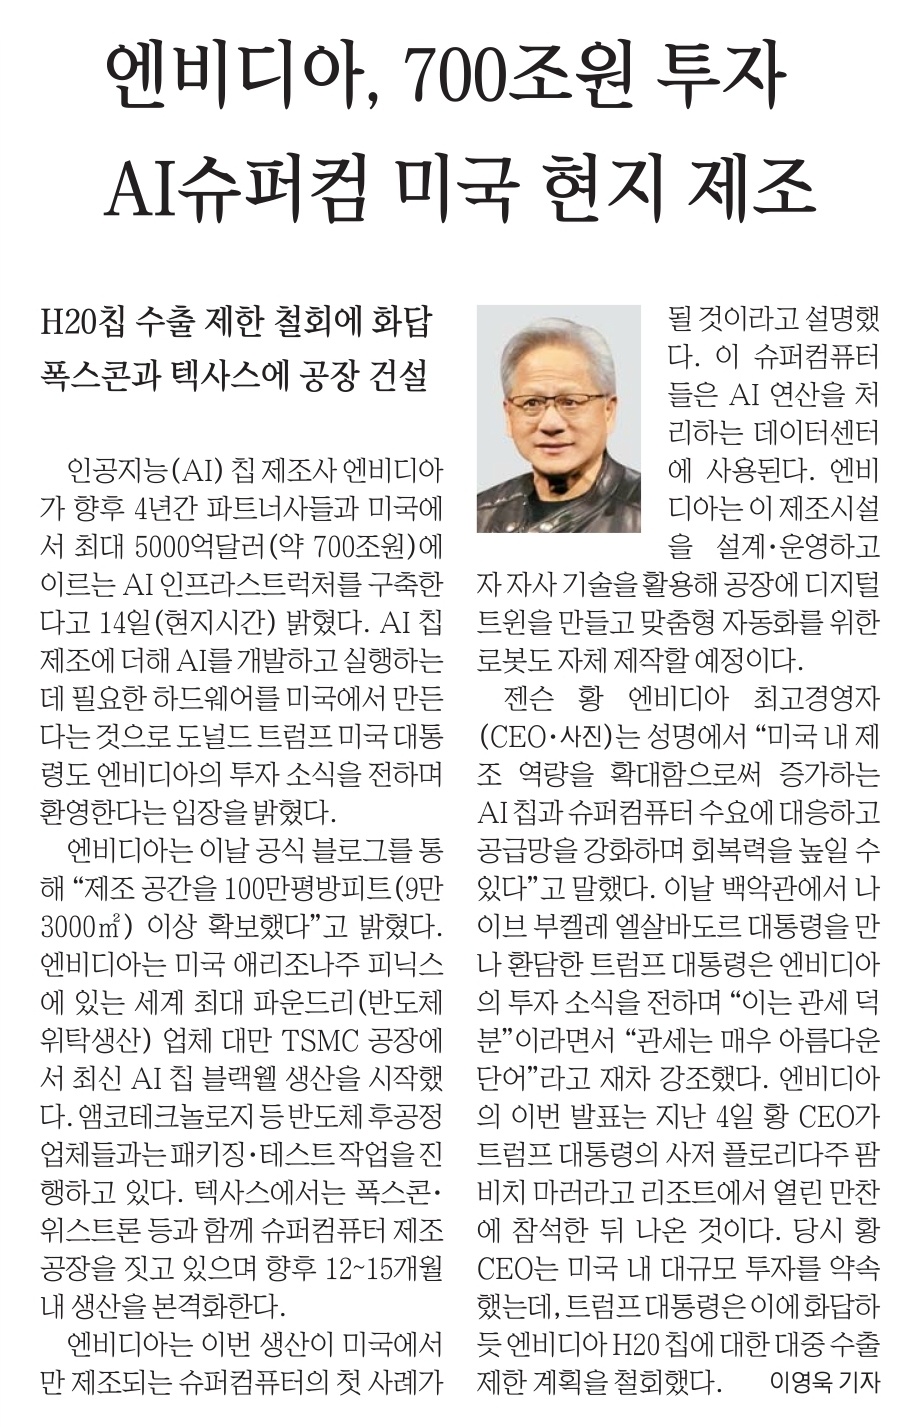 엔비디아, 700조원 투자
AI슈퍼컴 미국 현지 제조
H20칩 수출 제한 철회에 화답
폭스콘과 텍사스에 공장 건설
인공지능(AI) 칩 제조사 엔비디아
가 향후 4년간 파트너사들과 미국에
서 최대 5000억달러(약 700조원)에
이르는 AI 인프라스트럭처를 구축한
다고 14일(현지시간) 밝혔다. AI 칩
제조에 더해 AI를 개발하고 실행하는
데 필요한 하드웨어를 미국에서 만든
다는 것으로 도널드 트럼프 미국 대통
령도 엔비디아의 투자 소식을 전하며
환영한다는 입장을 밝혔다.
엔비디아는 이날 공식 블로그를 통
해 “제조 공간을 100만평방피트(9만
3000㎡) 이상 확보했다”고 밝혔다.
엔비디아는 미국 애리조나주 피닉스
에 있는 세계 최대 파운드리(반도체
위탁생산) 업체 대만 TSMC 공장에
서 최신 AI 칩 블랙웰 생산을 시작했
다. 앰코테크놀로지 등 반도체 후공정
업체들과는 패키징·테스트 작업을 진
행하고 있다. 텍사스에서는 폭스콘·
위스트론 등과 함께 슈퍼컴퓨터 제조
공장을 짓고 있으며 향후 12~15개월
내 생산을 본격화한다.
엔비디아는 이번 생산이 미국에서
만 제조되는 슈퍼컴퓨터의 첫 사례가
될 것이라고 설명했
다. 이 슈퍼컴퓨터
들은 AI 연산을 처
리하는 데이터센터
에 사용된다. 엔비
디아는 이 제조시설
을 설계·운영하고
자 자사 기술을 활용해 공장에 디지털
트윈을 만들고 맞춤형 자동화를 위한
로봇도 자체 제작할 예정이다.
젠슨 황 엔비디아 최고경영자
(CEO·사진)는 성명에서 “미국 내 제
조 역량을 확대함으로써 증가하는
AI 칩과 슈퍼컴퓨터 수요에 대응하고
공급망을 강화하며 회복력을 높일 수
있다”고 말했다. 이날 백악관에서 나
이브 부켈레 엘살바도르 대통령을 만
나 환담한 트럼프 대통령은 엔비디아
의 투자 소식을 전하며 “이는 관세 덕
분”이라면서 “관세는 매우 아름다운
단어”라고 재차 강조했다. 엔비디아
의 이번 발표는 지난 4일 황 CEO가
트럼프 대통령의 사저 플로리다주 팜
비치 마러라고 리조트에서 열린 만찬
에 참석한 뒤 나온 것이다. 당시 황
CEO는 미국 내 대규모 투자를 약속
했는데, 트럼프 대통령은 이에 화답하
듯 엔비디아 H20 칩에 대한 대중 수출
제한 계획을 철회했다. 이영욱 기자